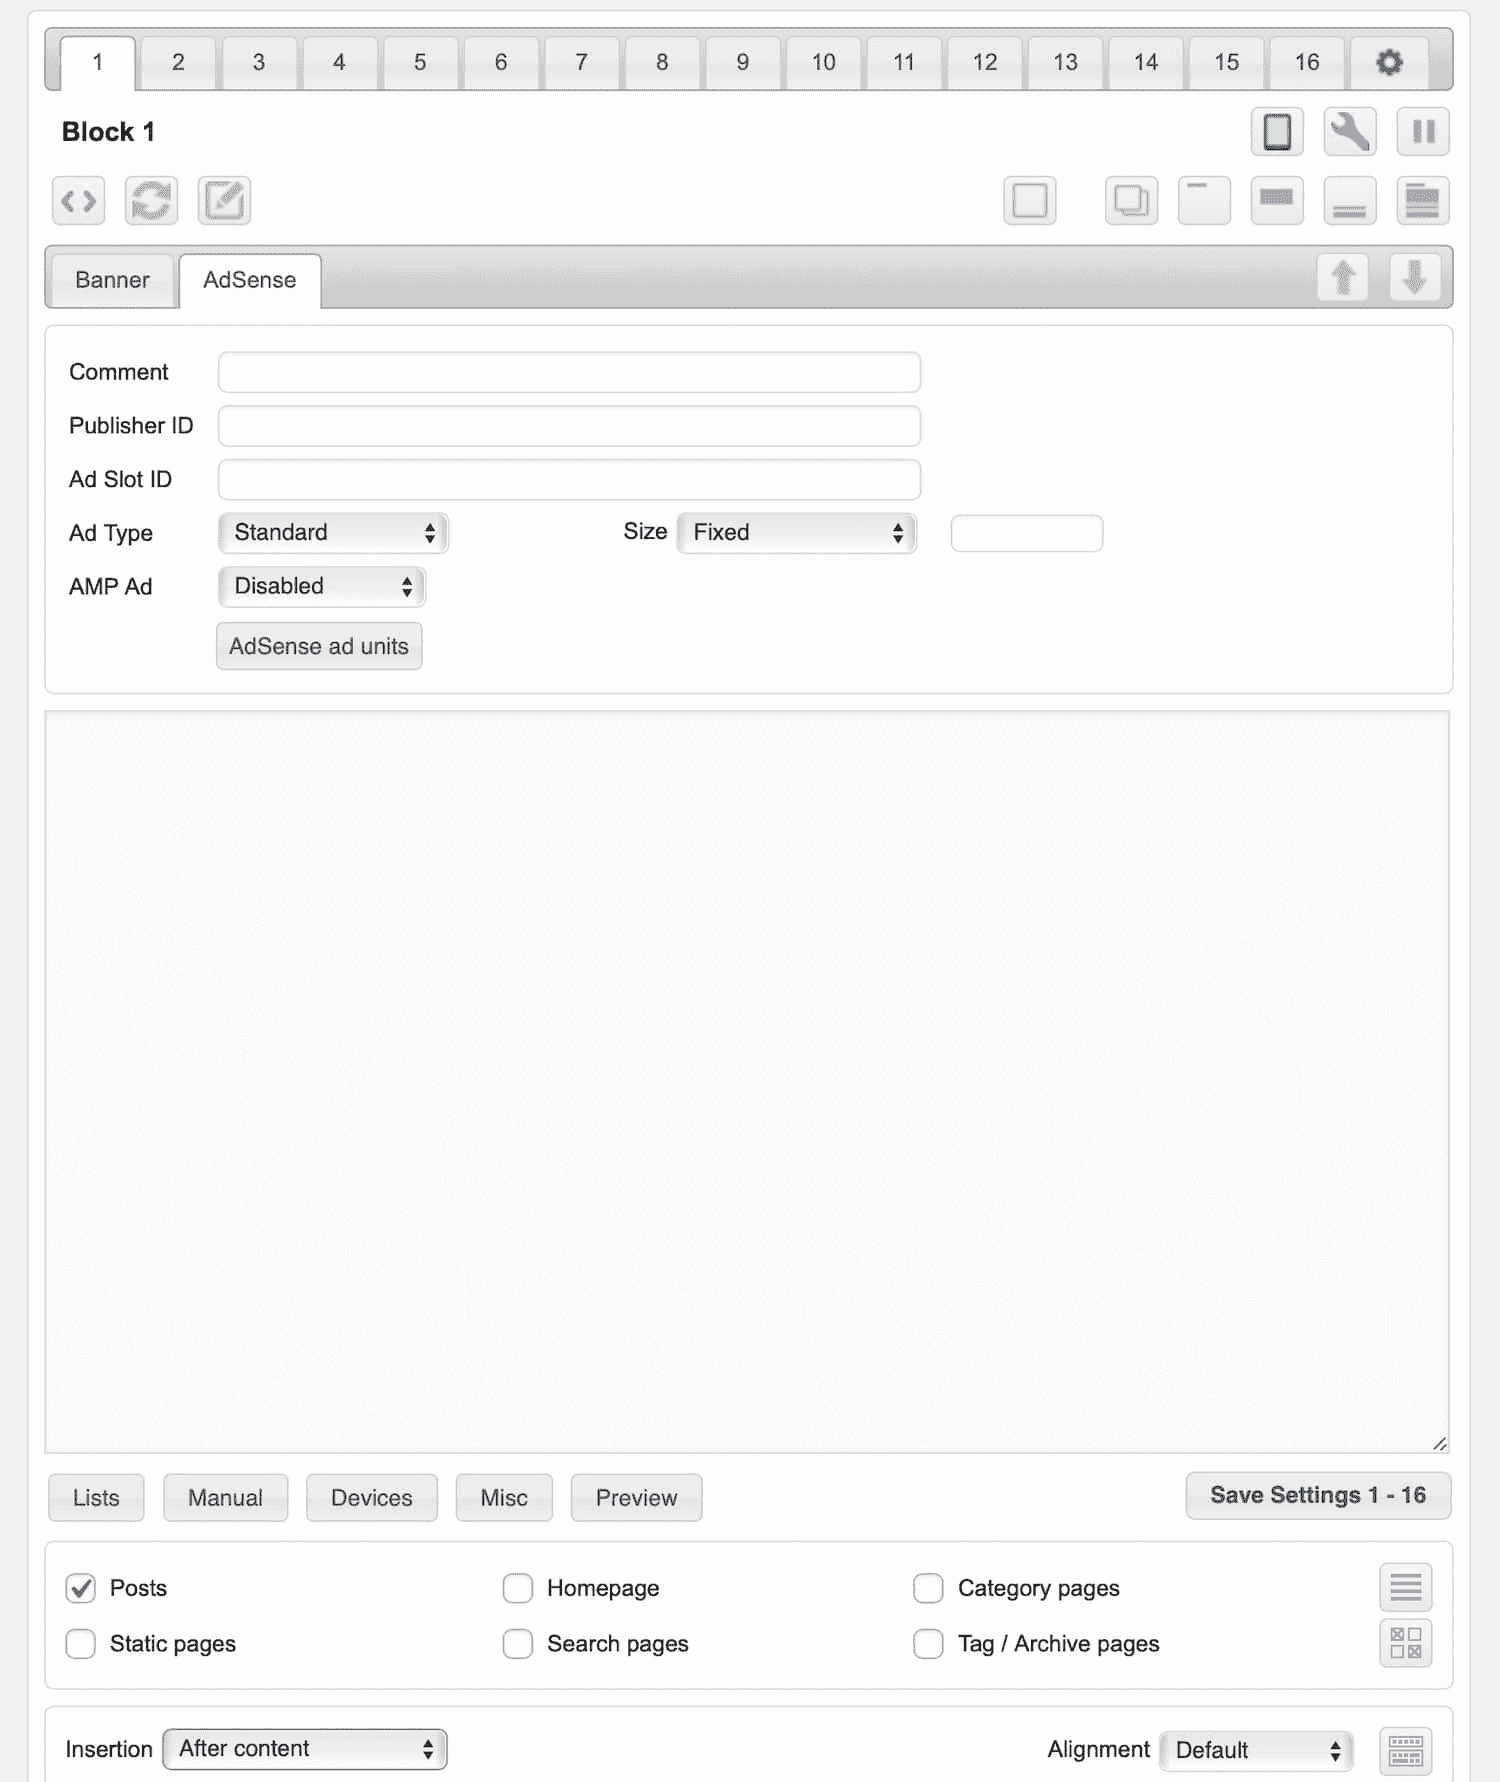 1 2 3 4 5 6 7 8 9 10 11 12 13 14 15 16
Block 1
Banner AdSense
Comment
Publisher ID
Ad Slot ID
Ad Type Standard Size Fixed
AMP Ad Disabled
AdSense ad units
Lists Manual Devices Misc Preview Save Settings 1 - 16
Posts Homepage Category pages
Static pages Search pages Tag / Archive pages
Insertion After content Alignment Default